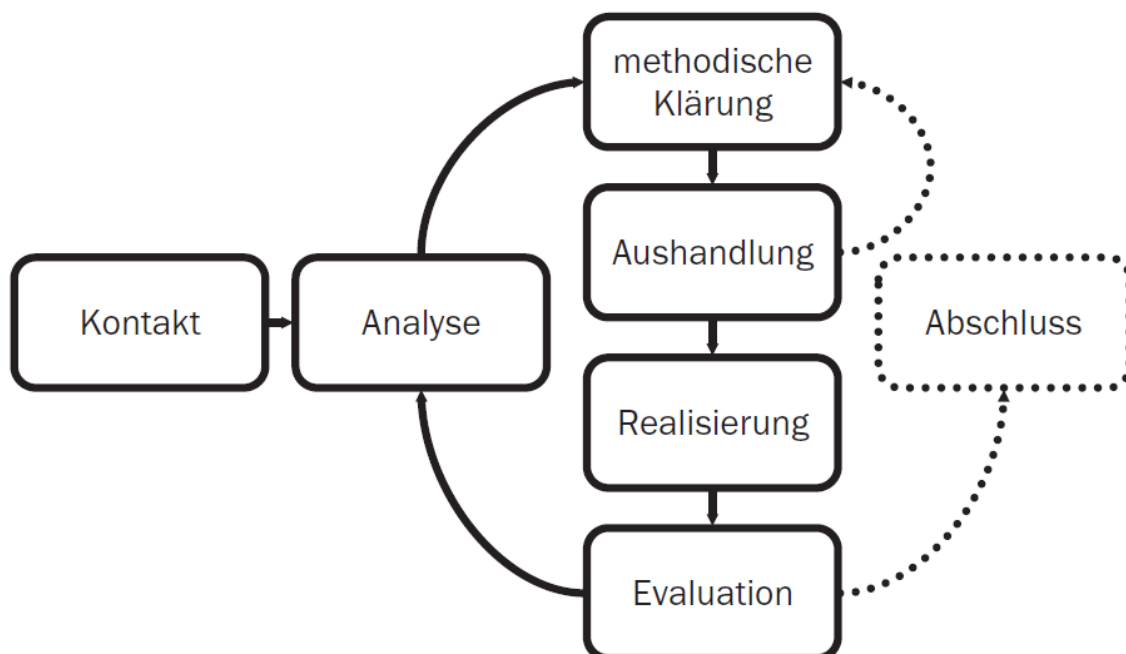 methodische
Klärung
Aushandlung
Kontakt
Analyse
Abschluss
Realisierung
Evaluation